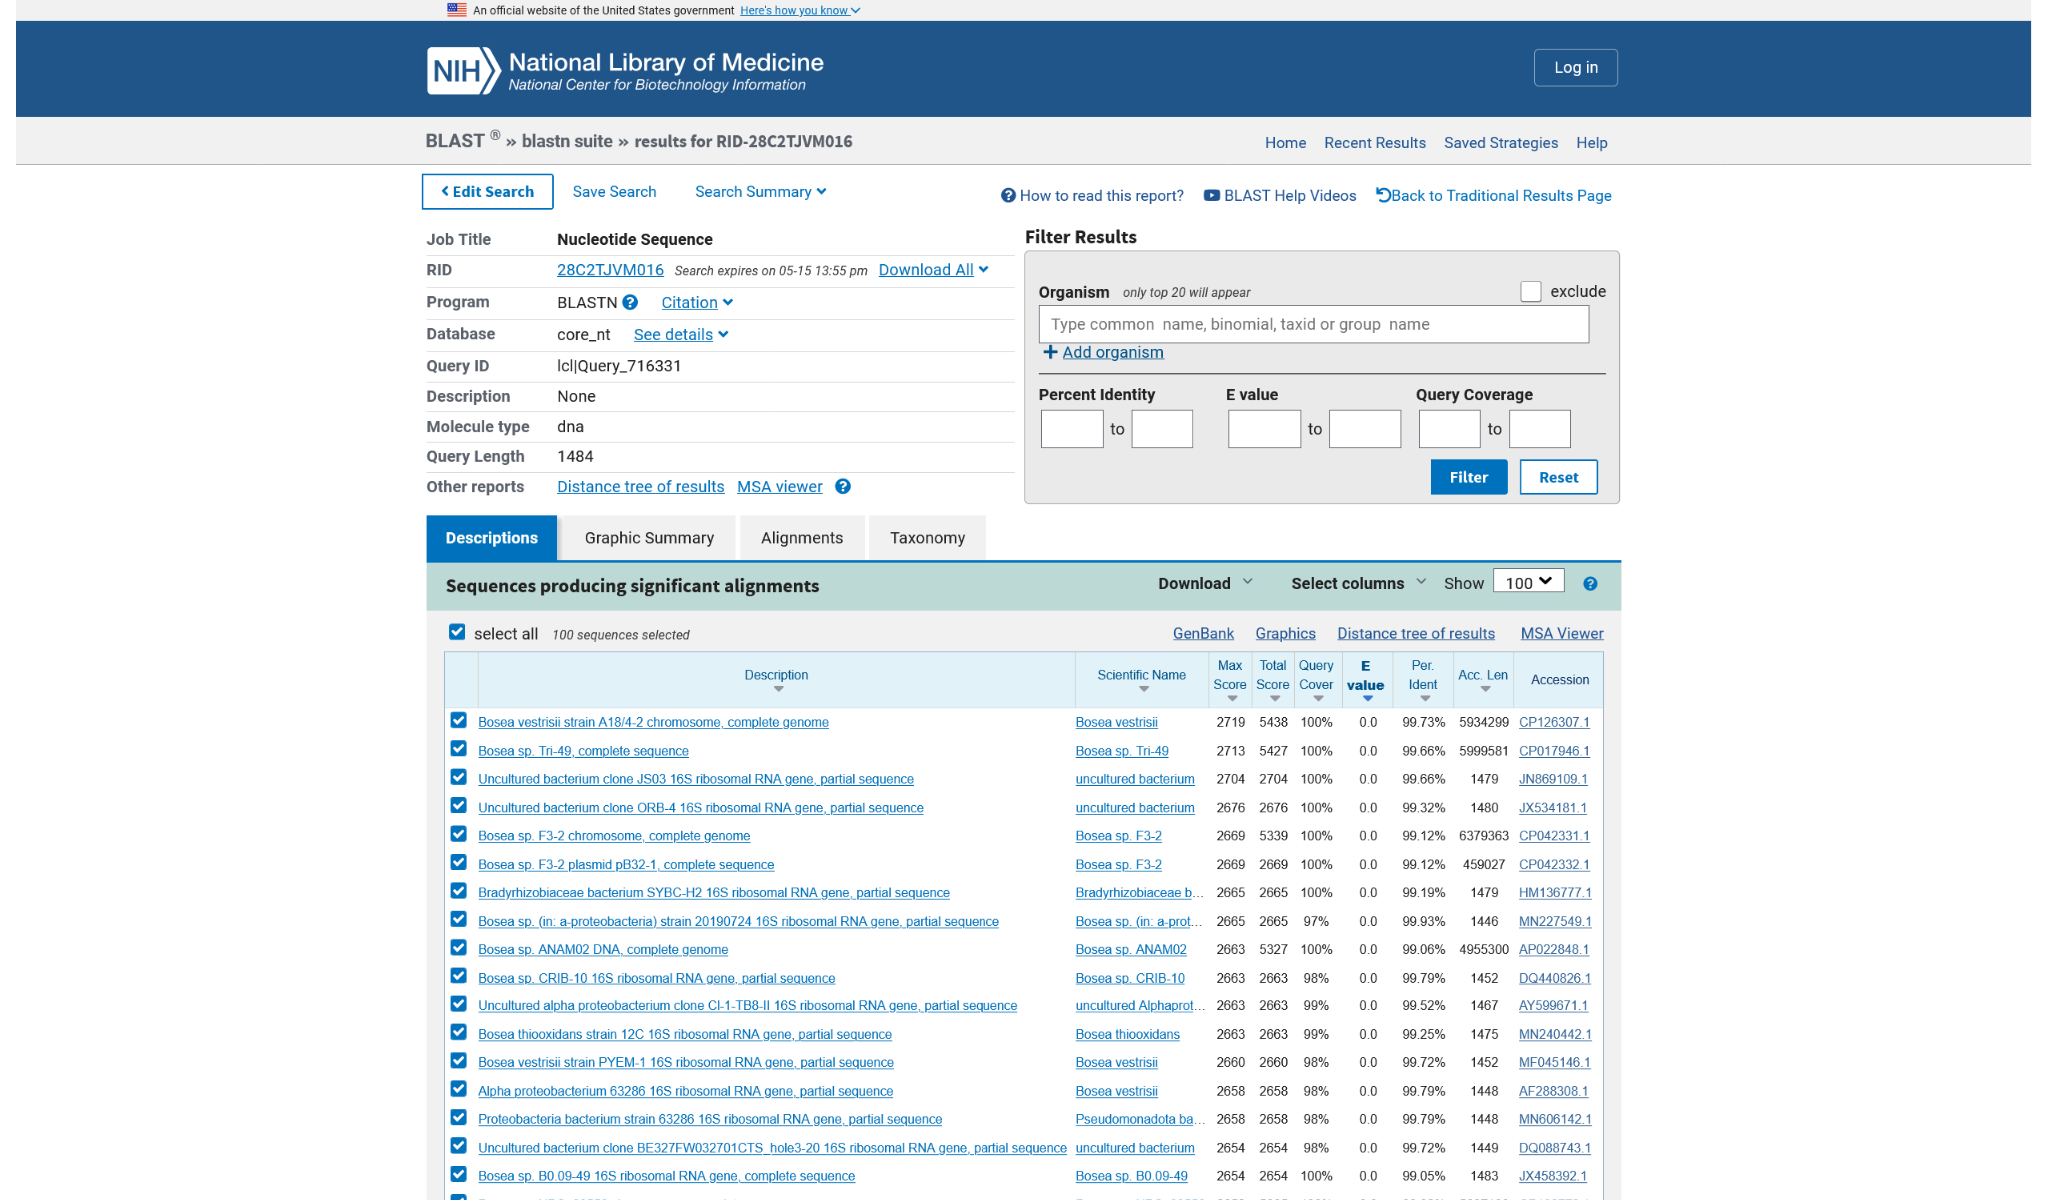 An official website of the United States government Here's how you know
NIH National Library of Medicine
National Center for Biotechnology Information
Log in
BLAST ® » blastn suite » results for RID-28C2TJVM016
Home Recent Results Saved Strategies Help
Edit Search Save Search Search Summary
How to read this report? BLAST Help Videos Back to Traditional Results Page
Job Title Nucleotide Sequence
RID 28C2TJVM016 Search expires on 05-15 13:55 pm Download All
Program BLASTN Citation
Database core_nt See details
Query ID lcl|Query_716331
Description None
Molecule type dna
Query Length 1484
Other reports Distance tree of results MSA viewer
Filter Results
Organism only top 20 will appear exclude
Type common name, binomial, taxid or group name
Add organism
Percent Identity E value Query Coverage
to to to
Filter Reset
Descriptions Graphic Summary Alignments Taxonomy
Sequences producing significant alignments Download Select columns Show 100
select all 100 sequences selected GenBank Graphics Distance tree of results MSA Viewer
Description Scientific Name Max Score Total Score Query Cover E value Per. Ident Acc. Len Accession
Bosea vestrisii strain A18/4-2 chromosome, complete genome Bosea vestrisii 2719 5438 100% 0.0 99.73% 5934299 CP126307.1
Bosea sp. Tri-49, complete sequence Bosea sp. Tri-49 2713 5427 100% 0.0 99.66% 5999581 CP017946.1
Uncultured bacterium clone JS03 16S ribosomal RNA gene, partial sequence uncultured bacterium 2704 2704 100% 0.0 99.66% 1479 JN869109.1
Uncultured bacterium clone ORB-4 16S ribosomal RNA gene, partial sequence uncultured bacterium 2676 2676 100% 0.0 99.32% 1480 JX534181.1
Bosea sp. F3-2 chromosome, complete genome Bosea sp. F3-2 2669 5339 100% 0.0 99.12% 6379363 CP042331.1
Bosea sp. F3-2 plasmid pB32-1, complete sequence Bosea sp. F3-2 2669 2669 100% 0.0 99.12% 459027 CP042332.1
Bradyrhizobiaceae bacterium SYBC-H2 16S ribosomal RNA gene, partial sequence Bradyrhizobiaceae b... 2665 2665 100% 0.0 99.19% 1479 HM136777.1
Bosea sp. (in: a-proteobacteria) strain 20190724 16S ribosomal RNA gene, partial sequence Bosea sp. (in: a-prot... 2665 2665 97% 0.0 99.93% 1446 MN227549.1
Bosea sp. ANAM02 DNA, complete genome Bosea sp. ANAM02 2663 5327 100% 0.0 99.06% 4955300 AP022848.1
Bosea sp. CRIB-10 16S ribosomal RNA gene, partial sequence Bosea sp. CRIB-10 2663 2663 98% 0.0 99.79% 1452 DQ440826.1
Uncultured alpha proteobacterium clone CI-1-TB8-II 16S ribosomal RNA gene, partial sequence uncultured Alphaprot... 2663 2663 99% 0.0 99.52% 1467 AY599671.1
Bosea thiooxidans strain 12C 16S ribosomal RNA gene, partial sequence Bosea thiooxidans 2663 2663 99% 0.0 99.25% 1475 MN240442.1
Bosea vestrisii strain PYEM-1 16S ribosomal RNA gene, partial sequence Bosea vestrisii 2660 2660 98% 0.0 99.72% 1452 MF045146.1
Alpha proteobacterium 63286 16S ribosomal RNA gene, partial sequence Bosea vestrisii 2658 2658 98% 0.0 99.79% 1448 AF288308.1
Proteobacteria bacterium strain 63286 16S ribosomal RNA gene, partial sequence Pseudomonadota ba... 2658 2658 98% 0.0 99.79% 1448 MN606142.1
Uncultured bacterium clone BE327FW032701CTS_hole3-20 16S ribosomal RNA gene, partial sequence uncultured bacterium 2654 2654 98% 0.0 99.72% 1449 DQ088743.1
Bosea sp. B0.09-49 16S ribosomal RNA gene, complete sequence Bosea sp. B0.09-49 2654 2654 100% 0.0 99.05% 1483 JX458392.1